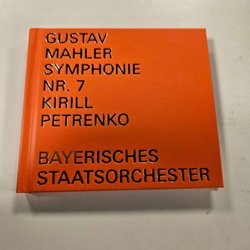 GUSTAV
MAHLER
SYMPHONIE
NR. 7
KIRILL
PETRENKO
BAYERISCHES
STAATSORCHESTER